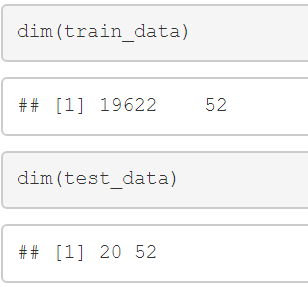 dim(train_data)
## [1] 19622    52
dim(test_data)
## [1] 20 52